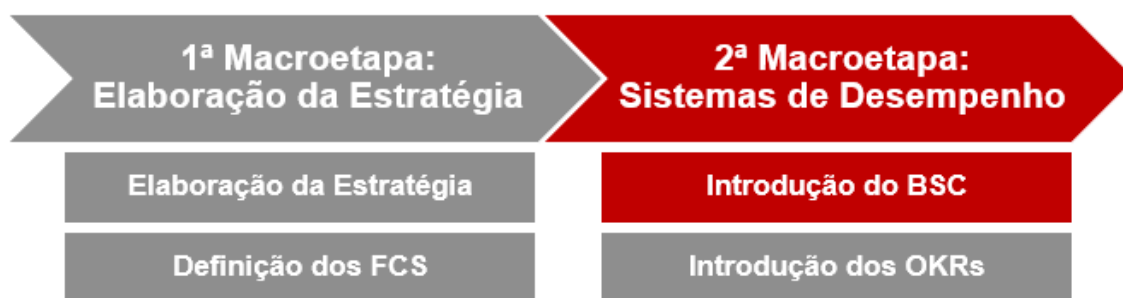 1ª Macroetapa:
Elaboração da Estratégia
2ª Macroetapa:
Sistemas de Desempenho
Elaboração da Estratégia
Introdução do BSC
Definição dos FCS
Introdução dos OKRs